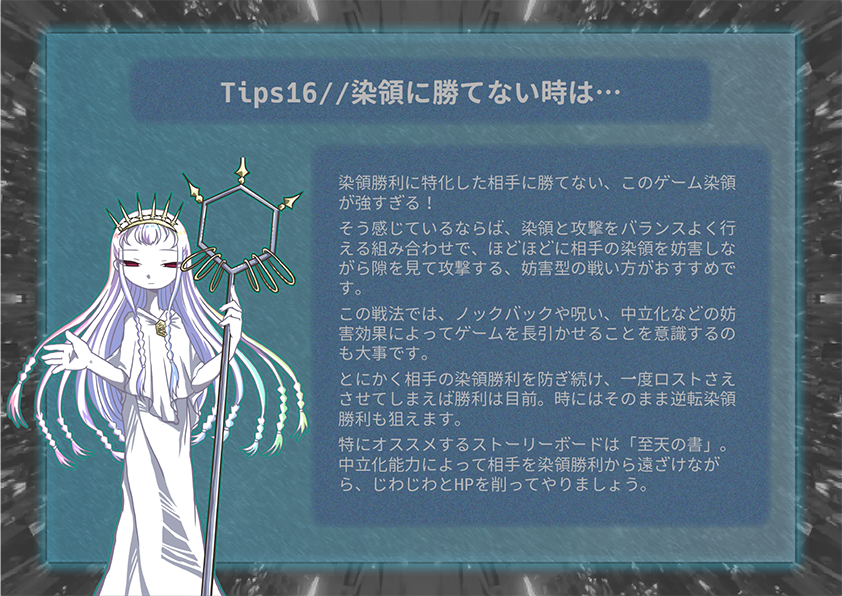 Tips16//染領に勝てない時は…
染領勝利に特化した相手に勝てない、このゲーム染領
が強すぎる！
そう感じているならば、染領と攻撃をバランスよく行
える組み合わせで、ほどほどに相手の染領を妨害しな
がら隙を見て攻撃する、妨害型の戦い方がおすすめで
す。
この戦法では、ノックバックや呪い、中立化などの妨
害効果によってゲームを長引かせることを意識するの
も大事です。
とにかく相手の染領勝利を防ぎ続け、一度ロストさえ
させてしまえば勝利は目前。時にはそのまま逆転染領
勝利も狙えます。
特にオススメするストーリーボードは「至天の書」。
中立化能力によって相手を染領勝利から遠ざけなが
ら、じわじわとHPを削ってやりましょう。